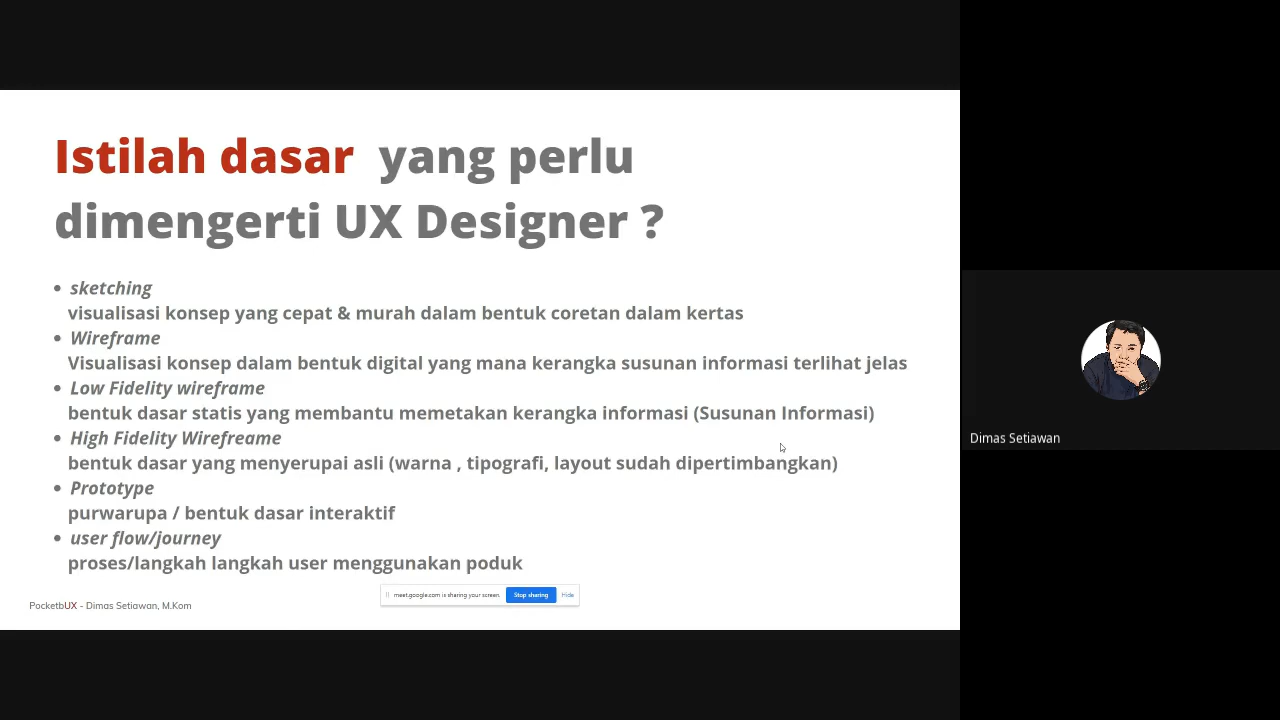 Istilah dasar yang perlu
dimengerti UX Designer ?
• sketching
visualisasi konsep yang cepat & murah dalam bentuk coretan dalam kertas
• Wireframe
Visualisasi konsep dalam bentuk digital yang mana kerangka susunan informasi terlihat jelas
• Low Fidelity wireframe
bentuk dasar statis yang membantu memetakan kerangka informasi (Susunan Informasi)
• High Fidelity Wirefreame
bentuk dasar yang menyerupai asli (warna , tipografi, layout sudah dipertimbangkan)
• Prototype
purwarupa / bentuk dasar interaktif
• user flow/journey
proses/langkah langkah user menggunakan poduk
meet.google.com is sharing your screen. Stop sharing Hide
PocketbUX - Dimas Setiawan, M.Kom
Dimas Setiawan